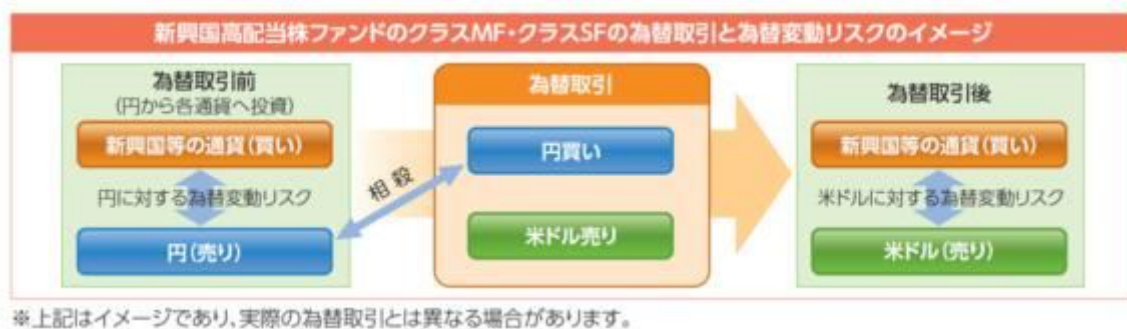 新興国高配当株ファンドのクラスMF・クラスSFの為替取引と為替変動リスクのイメージ
為替取引前
(円から各通貨へ投資)
新興国等の通貨(買い)
円に対する為替変動リスク
円(売り)
相殺
為替取引
円買い
米ドル売り
為替取引後
新興国等の通貨(買い)
米ドルに対する為替変動リスク
米ドル(売り)
※上記はイメージであり、実際の為替取引とは異なる場合があります。